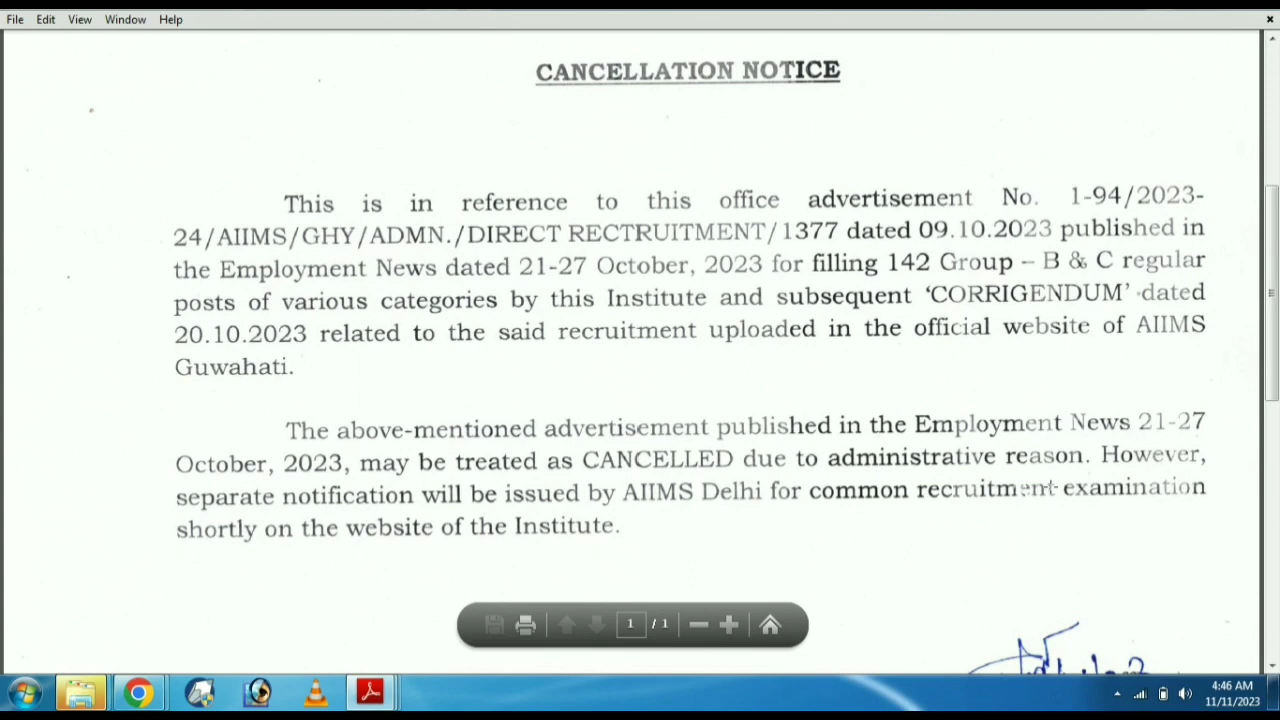 File Edit View Window Help
CANCELLATION NOTICE
This is in reference to this office advertisement No. 1-94/2023-
24/AIIMS/GHY/ADMN./DIRECT RECTRUITMENT/1377 dated 09.10.2023 published in
the Employment News dated 21-27 October, 2023 for filling 142 Group – B & C regular
posts of various categories by this Institute and subsequent 'CORRIGENDUM' dated
20.10.2023 related to the said recruitment uploaded in the official website of AIIMS
Guwahati.
The above-mentioned advertisement published in the Employment News 21-27
October, 2023, may be treated as CANCELLED due to administrative reason. However,
separate notification will be issued by AIIMS Delhi for common recruitment examination
shortly on the website of the Institute.
1 / 1
4:46 AM
11/11/2023